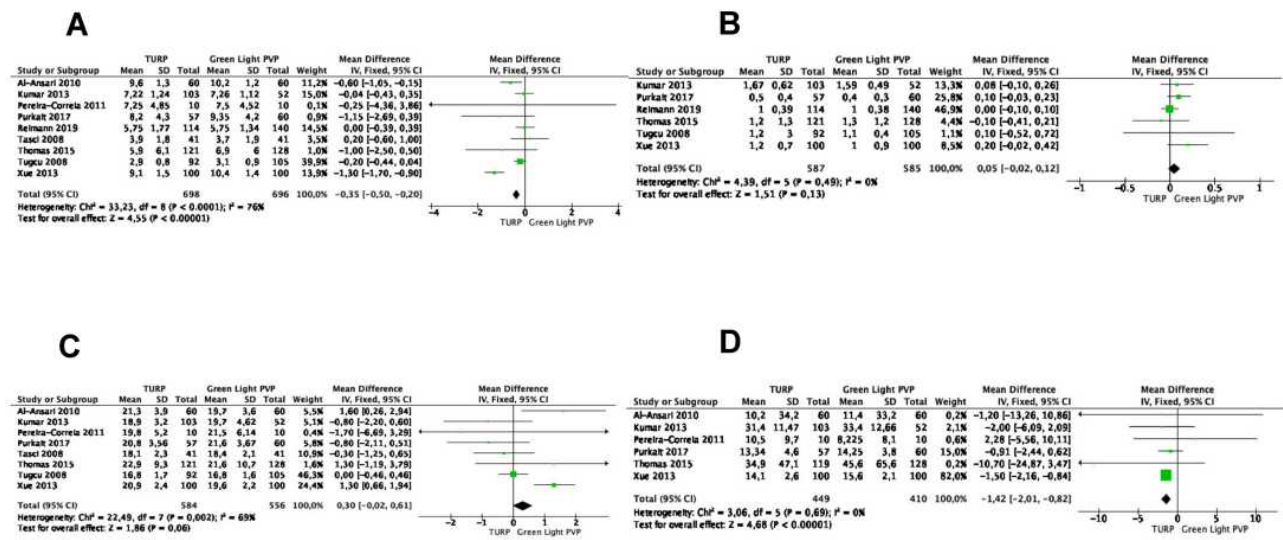 A
TURP Green Light PVP Mean Difference Mean Difference
Study or Subgroup Mean SD Total Mean SD Total Weight IV, Fixed, 95% CI IV, Fixed, 95% CI
Al-Ansari 2010 9,6 1,3 60 10,2 1,2 60 11,2% -0,60 [-1,05, -0,15]
Kumar 2013 7,22 1,24 103 7,26 1,12 52 15,0% -0,04 [-0,43, 0,35]
Pereira-Correia 2011 7,25 4,85 10 7,5 4,52 10 0,1% -0,25 [-4,36, 3,86]
Purkait 2017 8,2 4,3 57 9,35 4,2 60 1,0% -1,15 [-2,69, 0,39]
Reimann 2019 5,75 1,77 114 5,75 1,34 140 14,5% 0,00 [-0,39, 0,39]
Tasci 2008 3,9 1,8 41 3,7 1,9 41 3,5% 0,20 [-0,60, 1,00]
Thomas 2015 5,9 6,1 121 6,9 6 128 1,0% -1,00 [-2,50, 0,50]
Tugcu 2008 2,9 0,8 92 3,1 0,9 105 39,9% -0,20 [-0,44, 0,04]
Xue 2013 9,1 1,5 100 10,4 1,4 100 13,9% -1,30 [-1,70, -0,90]
Total (95% CI) 698 696 100,0% -0,35 [-0,50, -0,20]
Heterogeneity: Chi² = 33,23, df = 8 (P < 0.0001); I² = 76%
Test for overall effect: Z = 4,55 (P < 0.00001)
-4 -2 0 2 4
TURP Green Light PVP
B
TURP Green Light PVP Mean Difference Mean Difference
Study or Subgroup Mean SD Total Mean SD Total Weight IV, Fixed, 95% CI IV, Fixed, 95% CI
Kumar 2013 1,67 0,62 103 1,59 0,49 52 13,3% 0,08 [-0,10, 0,26]
Purkait 2017 0,5 0,4 57 0,4 0,3 60 25,8% 0,10 [-0,03, 0,23]
Reimann 2019 1 0,39 114 1 0,38 140 46,9% 0,00 [-0,10, 0,10]
Thomas 2015 1,2 1,3 121 1,3 1,2 128 4,4% -0,10 [-0,41, 0,21]
Tugcu 2008 1,2 3 92 1,1 0,4 105 1,1% 0,10 [-0,52, 0,72]
Xue 2013 1,2 0,7 100 1 0,9 100 8,5% 0,20 [-0,02, 0,42]
Total (95% CI) 587 585 100,0% 0,05 [-0,02, 0,12]
Heterogeneity: Chi² = 4,39, df = 5 (P = 0,49); I² = 0%
Test for overall effect: Z = 1,51 (P = 0,13)
-1 -0,5 0 0,5 1
TURP Green Light PVP
C
TURP Green Light PVP Mean Difference Mean Difference
Study or Subgroup Mean SD Total Mean SD Total Weight IV, Fixed, 95% CI IV, Fixed, 95% CI
Al-Ansari 2010 21,3 3,9 60 19,7 3,6 60 5,5% 1,60 [0,26, 2,94]
Kumar 2013 18,9 3,2 103 19,7 4,62 52 5,0% -0,80 [-2,20, 0,60]
Pereira-Correia 2011 19,8 5,2 10 21,5 6,14 10 0,4% -1,70 [-6,69, 3,29]
Purkait 2017 20,8 3,56 57 21,6 3,67 60 5,8% -0,80 [-2,11, 0,51]
Tasci 2008 18,1 2,3 41 18,4 2,1 41 11,0% -0,30 [-1,25, 0,65]
Thomas 2015 22,9 9,3 121 21,6 10,7 128 1,6% 1,30 [-1,19, 3,79]
Tugcu 2008 16,8 1,7 92 16,8 1,6 105 46,3% 0,00 [-0,46, 0,46]
Xue 2013 20,9 2,4 100 19,6 2,2 100 24,4% 1,30 [0,66, 1,94]
Total (95% CI) 584 556 100,0% 0,30 [-0,02, 0,61]
Heterogeneity: Chi² = 22,49, df = 7 (P = 0,002); I² = 69%
Test for overall effect: Z = 1,86 (P = 0,06)
-2 -1 0 1 2
TURP Green Light PVP
D
TURP Green Light PVP Mean Difference Mean Difference
Study or Subgroup Mean SD Total Mean SD Total Weight IV, Fixed, 95% CI IV, Fixed, 95% CI
Al-Ansari 2010 10,2 34,2 60 11,4 33,2 60 0,2% -1,20 [-13,26, 10,86]
Kumar 2013 31,4 11,47 103 33,4 12,66 52 2,1% -2,00 [-6,09, 2,09]
Pereira-Correia 2011 10,5 9,7 10 8,225 8,1 10 0,6% 2,28 [-5,56, 10,11]
Purkait 2017 13,34 4,6 57 14,25 3,8 60 15,0% -0,91 [-2,44, 0,62]
Thomas 2015 34,9 47,1 119 45,6 65,6 128 0,2% -10,70 [-24,87, 3,47]
Xue 2013 14,1 2,6 100 15,6 2,1 100 82,0% -1,50 [-2,16, -0,84]
Total (95% CI) 449 410 100,0% -1,42 [-2,01, -0,82]
Heterogeneity: Chi² = 3,06, df = 5 (P = 0,69); I² = 0%
Test for overall effect: Z = 4,68 (P < 0.00001)
-10 -5 0 5 10
TURP Green Light PVP